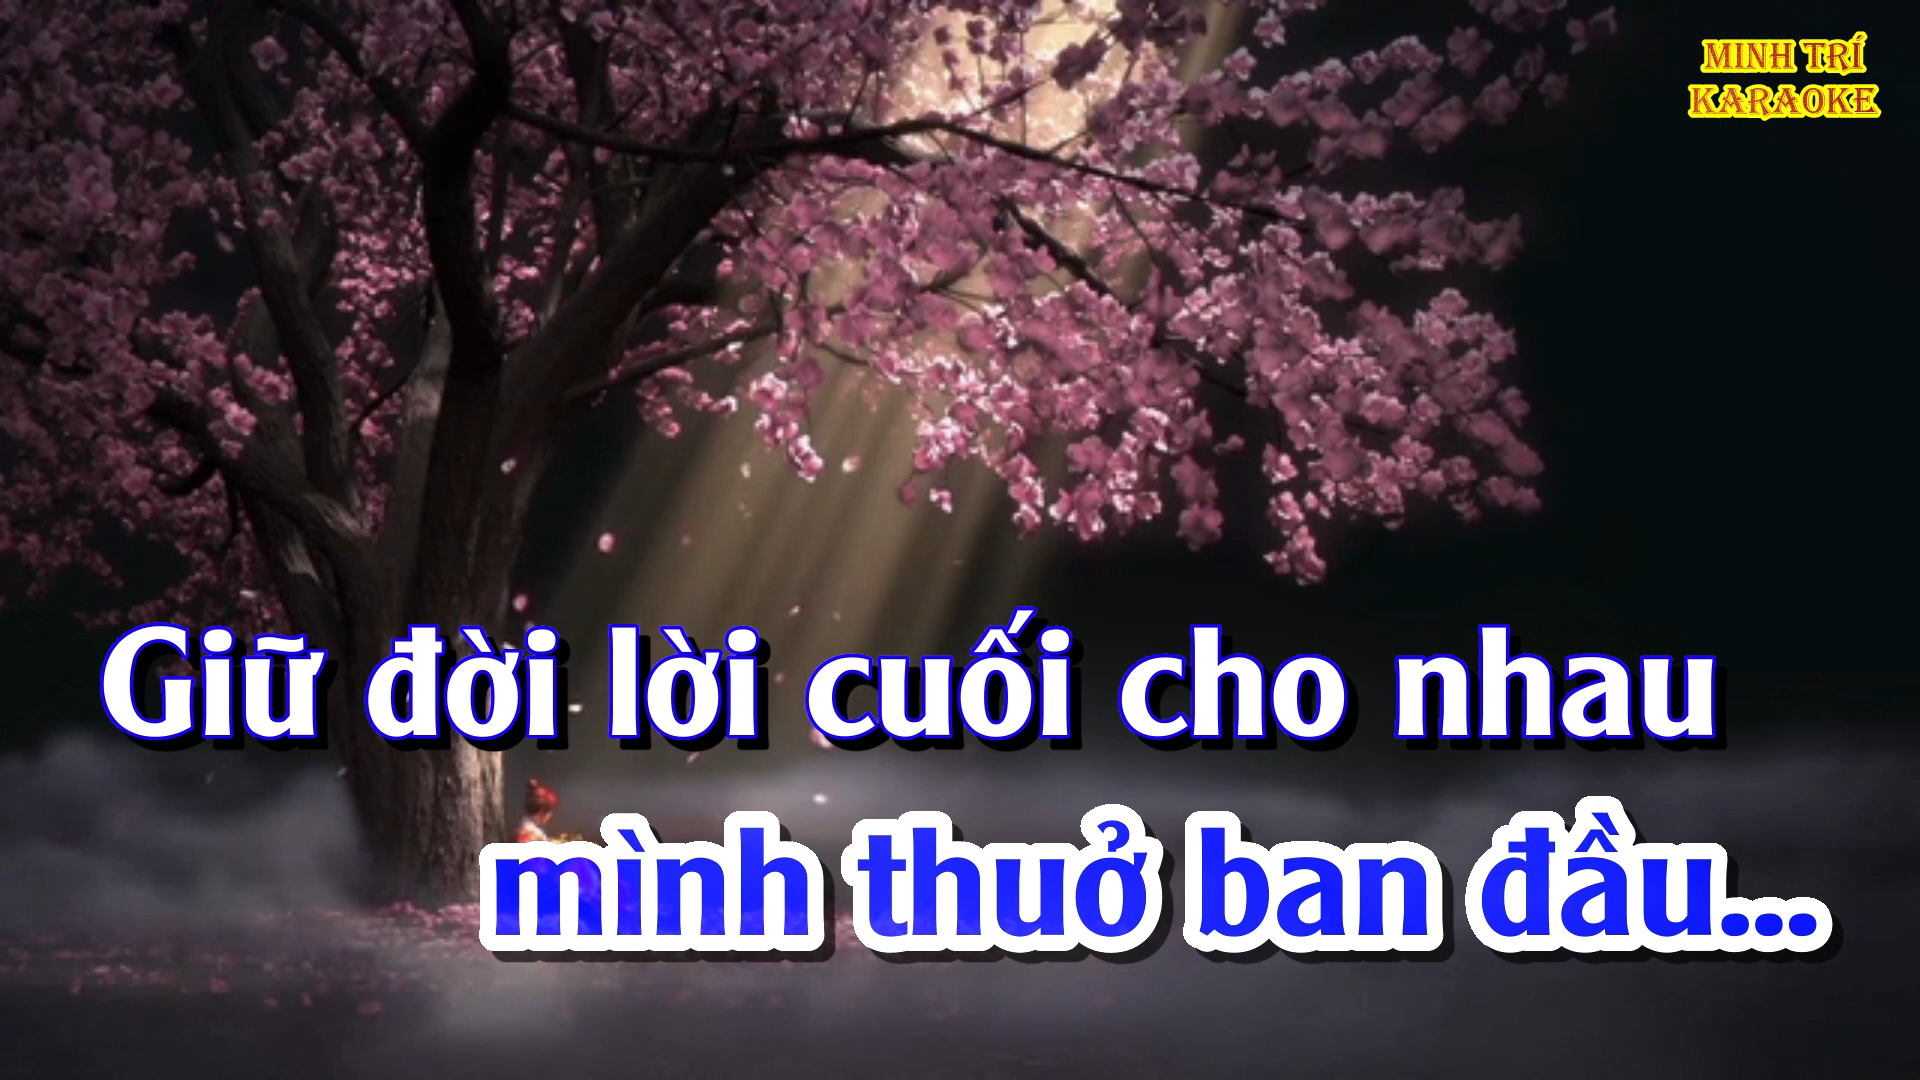 MINH TRÍ
KARAOKE
Giữ đời lời cuối cho nhau
mình thuở ban đầu...